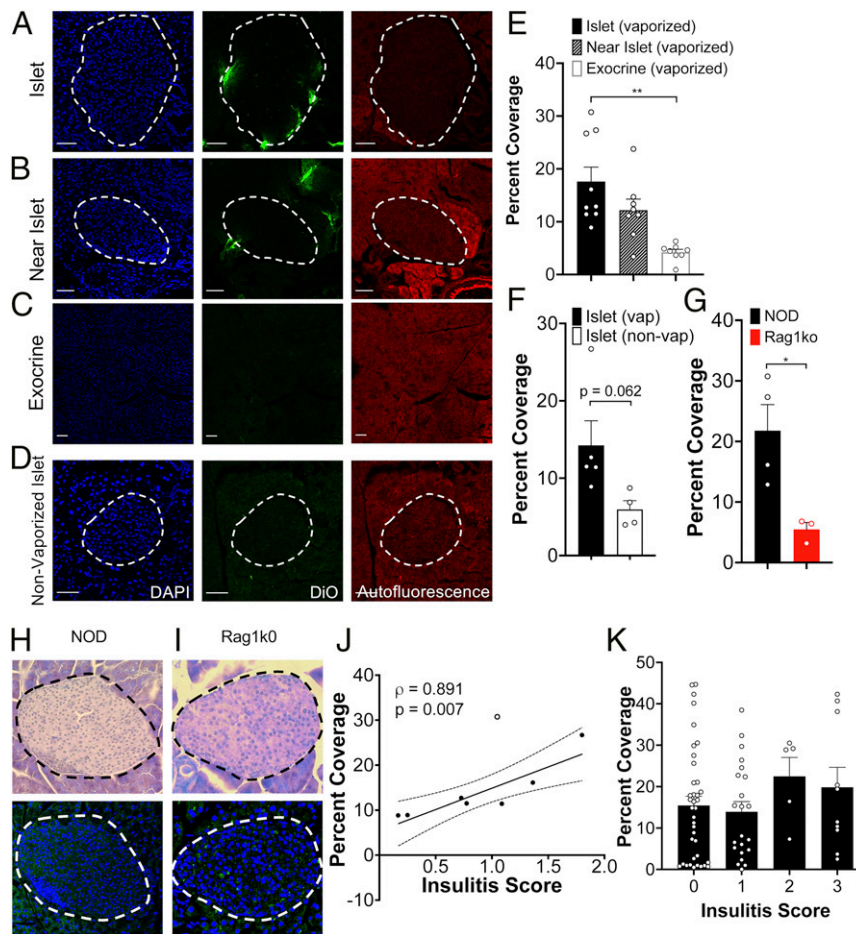 A
Islet
B
Near Islet
C
Exocrine
D
Non-Vaporized Islet
DAPI
DiO
Autofluorescence
E
Islet (vaporized)
Near Islet (vaporized)
Exocrine (vaporized)
**
Percent Coverage
40
30
20
10
0
F
Islet (vap)
Islet (non-vap)
p = 0.062
Percent Coverage
30
20
10
0
G
NOD
Rag1ko
*
Percent Coverage
40
30
20
10
0
H
NOD
I
Rag1k0
J
ρ = 0.891
p = 0.007
Percent Coverage
40
30
20
10
0
-10
0.5
1.0
1.5
2.0
Insulitis Score
K
Percent Coverage
50
40
30
20
10
0
0
1
2
3
Insulitis Score